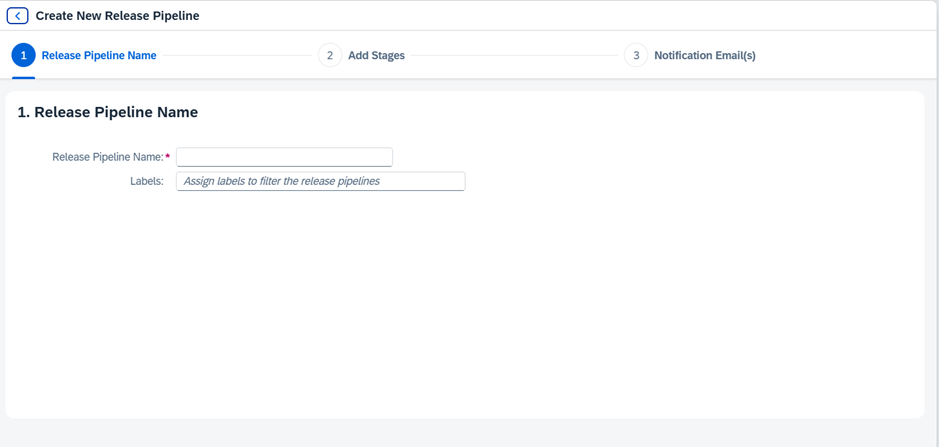 Create New Release Pipeline
1 Release Pipeline Name 2 Add Stages 3 Notification Email(s)
1. Release Pipeline Name
Release Pipeline Name:*
Labels: Assign labels to filter the release pipelines